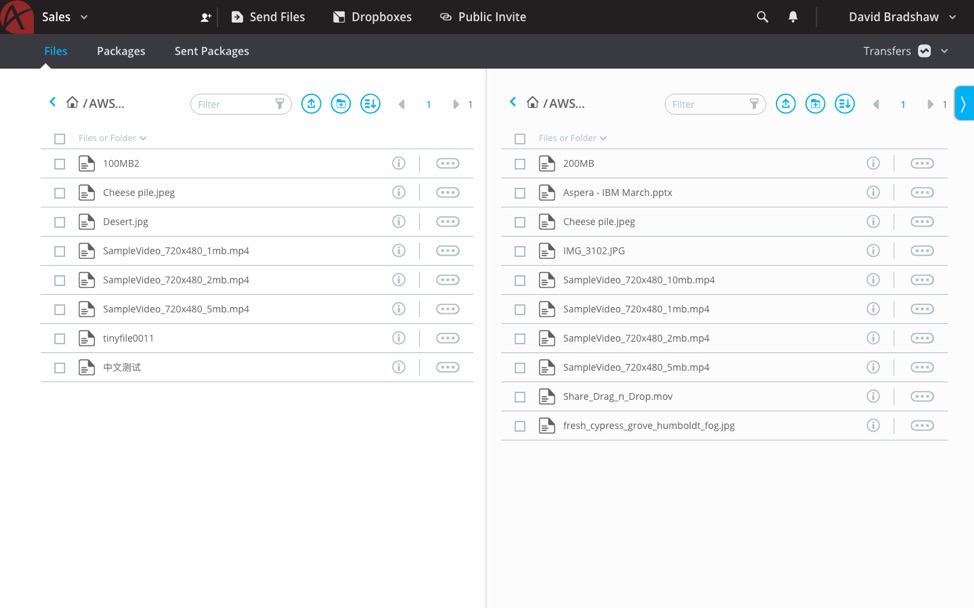 Sales
Send Files
Dropboxes
Public Invite
David Bradshaw
Files
Packages
Sent Packages
Transfers
/ AWS...
Filter
1
1
Files or Folder
100MB2
Cheese pile.jpeg
Desert.jpg
SampleVideo_720x480_1mb.mp4
SampleVideo_720x480_2mb.mp4
SampleVideo_720x480_5mb.mp4
tinyfile0011
中文测试
/ AWS...
Filter
1
1
Files or Folder
200MB
Aspera - IBM March.pptx
Cheese pile.jpeg
IMG_3102.JPG
SampleVideo_720x480_10mb.mp4
SampleVideo_720x480_1mb.mp4
SampleVideo_720x480_2mb.mp4
SampleVideo_720x480_5mb.mp4
Share_Drag_n_Drop.mov
fresh_cypress_grove_humboldt_fog.jpg